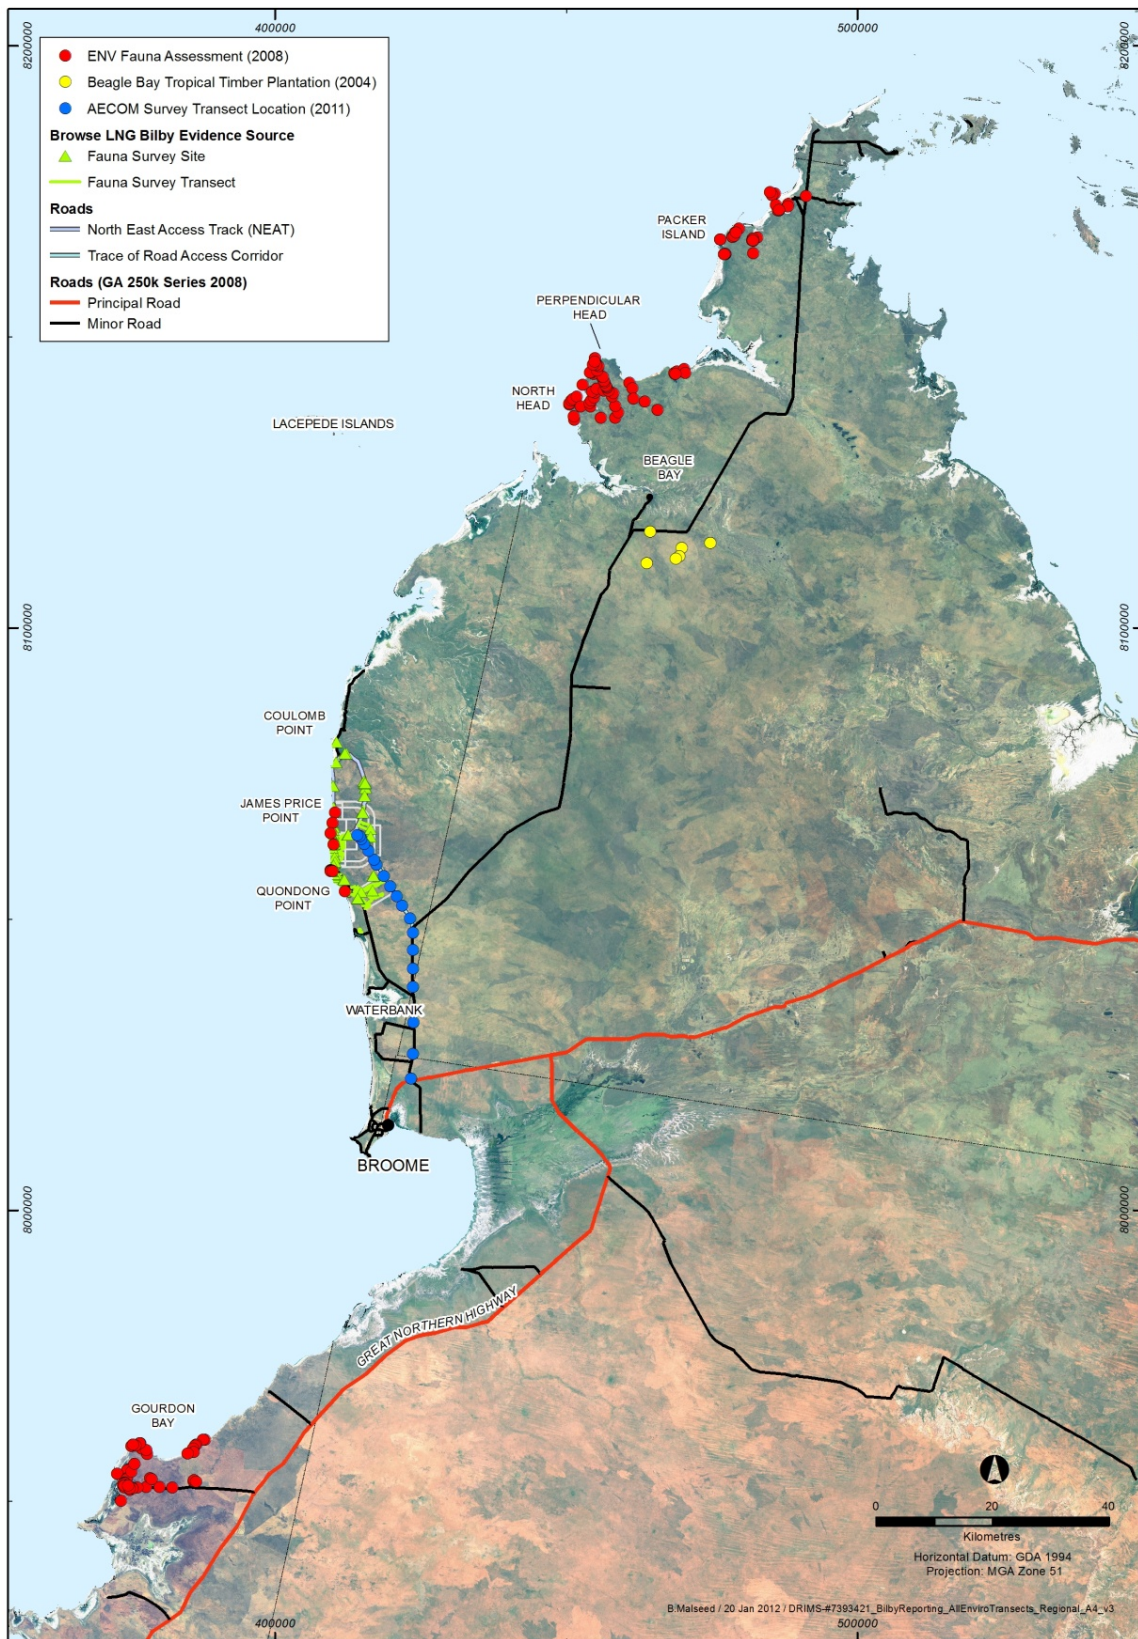 400000
500000
8200000
8200000
ENV Fauna Assessment (2008)
Beagle Bay Tropical Timber Plantation (2004)
AECOM Survey Transect Location (2011)
Browse LNG Bilby Evidence Source
Fauna Survey Site
Fauna Survey Transect
Roads
North East Access Track (NEAT)
Trace of Road Access Corridor
Roads (GA 250k Series 2008)
Principal Road
Minor Road
PACKER
ISLAND
PERPENDICULAR
HEAD
NORTH
HEAD
LACEPEDE ISLANDS
BEAGLE
BAY
8100000
8100000
COULOMB
POINT
JAMES PRICE
POINT
QUONDONG
POINT
WATERBANK
BROOME
8000000
8000000
GREAT NORTHERN HIGHWAY
GOURDON
BAY
0 20 40
Kilometres
Horizontal Datum: GDA 1994
Projection: MGA Zone 51
B.Malseed / 20 Jan 2012 / DRIMS-#7393421_BilbyReporting_AllEnviroTransects_Regional_A4_v3
400000
500000